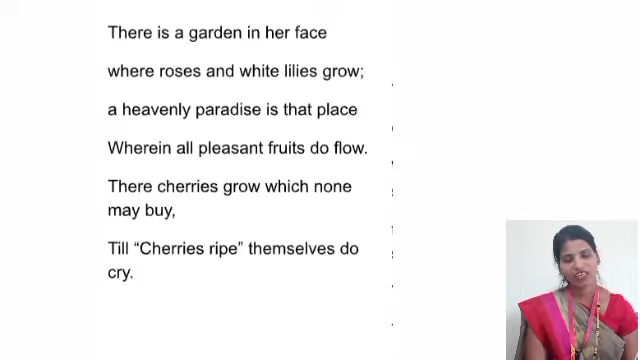 There is a garden in her face
where roses and white lilies grow;
a heavenly paradise is that place
Wherein all pleasant fruits do flow.
There cherries grow which none
may buy,
Till “Cherries ripe” themselves do
cry.